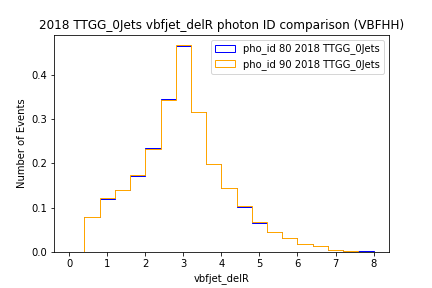 2018 TTGG_0Jets vbfjet_delR photon ID comparison (VBFHH)
pho_id 80 2018 TTGG_0Jets
pho_id 90 2018 TTGG_0Jets
Number of Events
0.4
0.3
0.2
0.1
0.0
0 1 2 3 4 5 6 7 8
vbfjet_delR